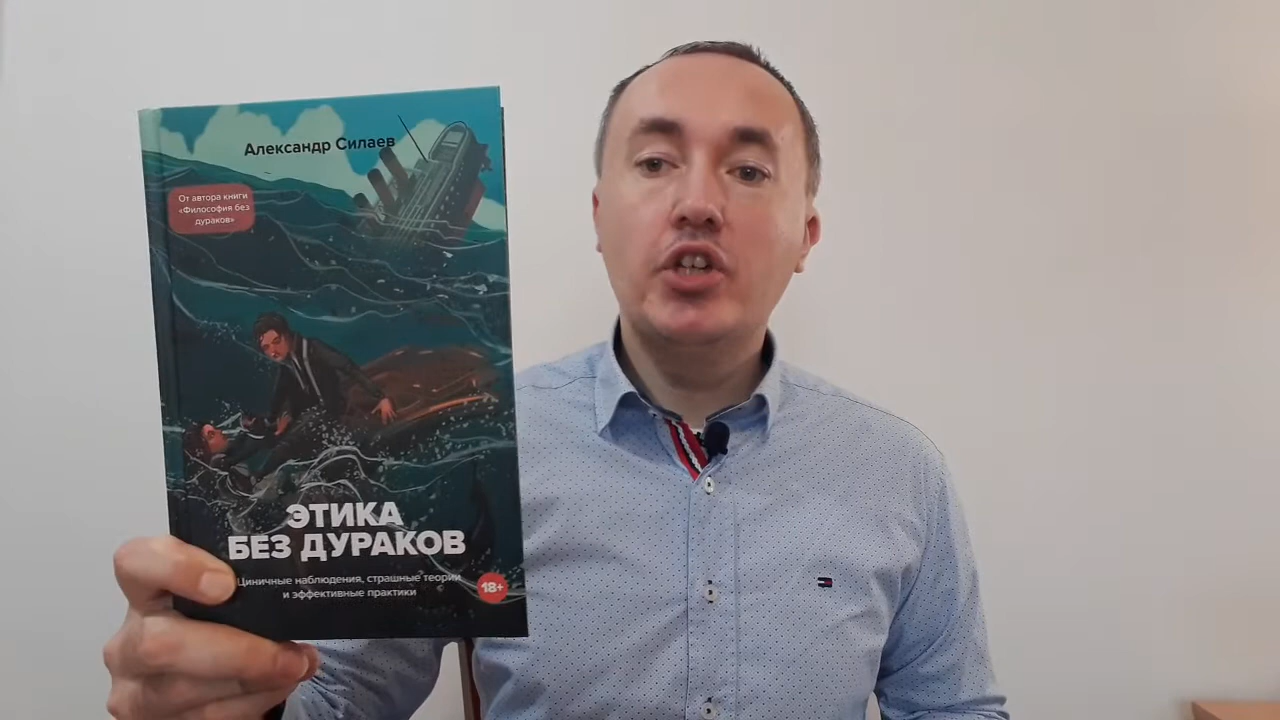 Александр Силаев
От автора книги
«Философия без
дураков»
ЭТИКА
БЕЗ ДУРАКОВ
Циничные наблюдения, страшные теории
и эффективные практики
18+